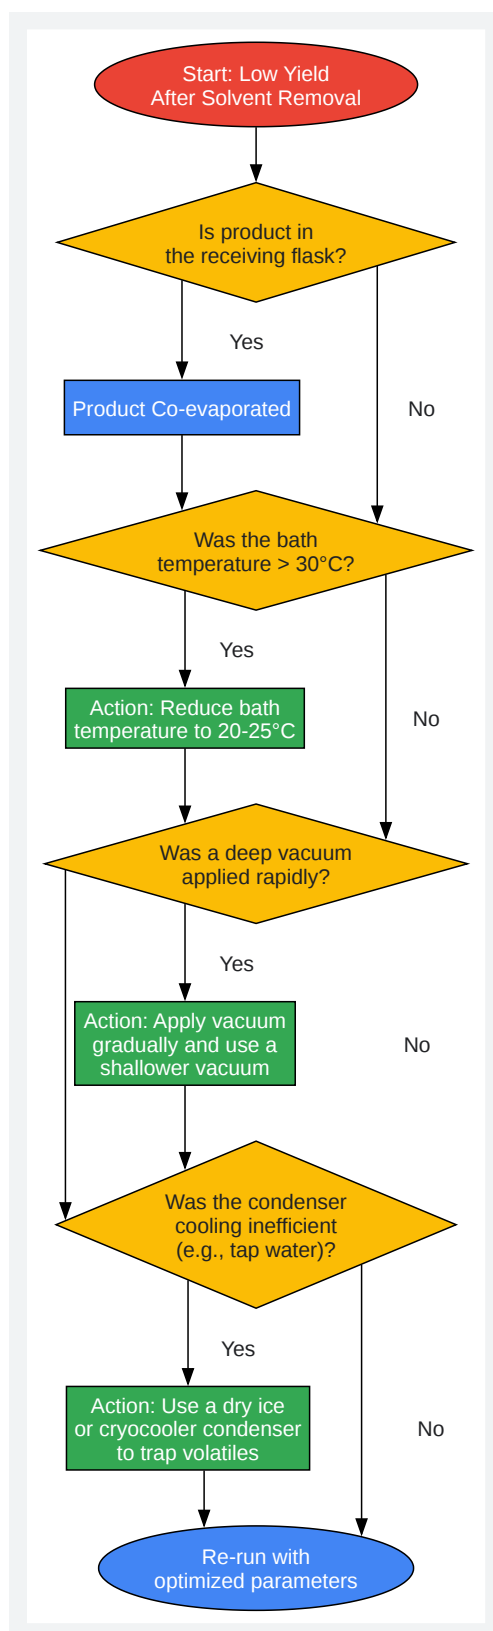 Start: Low Yield
After Solvent Removal
Is product in
the receiving flask?
Yes
Product Co-evaporated
No
Was the bath
temperature > 30°C?
Yes
Action: Reduce bath
temperature to 20-25°C
No
Was a deep vacuum
applied rapidly?
Yes
Action: Apply vacuum
gradually and use a
shallower vacuum
No
Was the condenser
cooling inefficient
(e.g., tap water)?
Yes
Action: Use a dry ice
or cryocooler condenser
to trap volatiles
No
Re-run with
optimized parameters